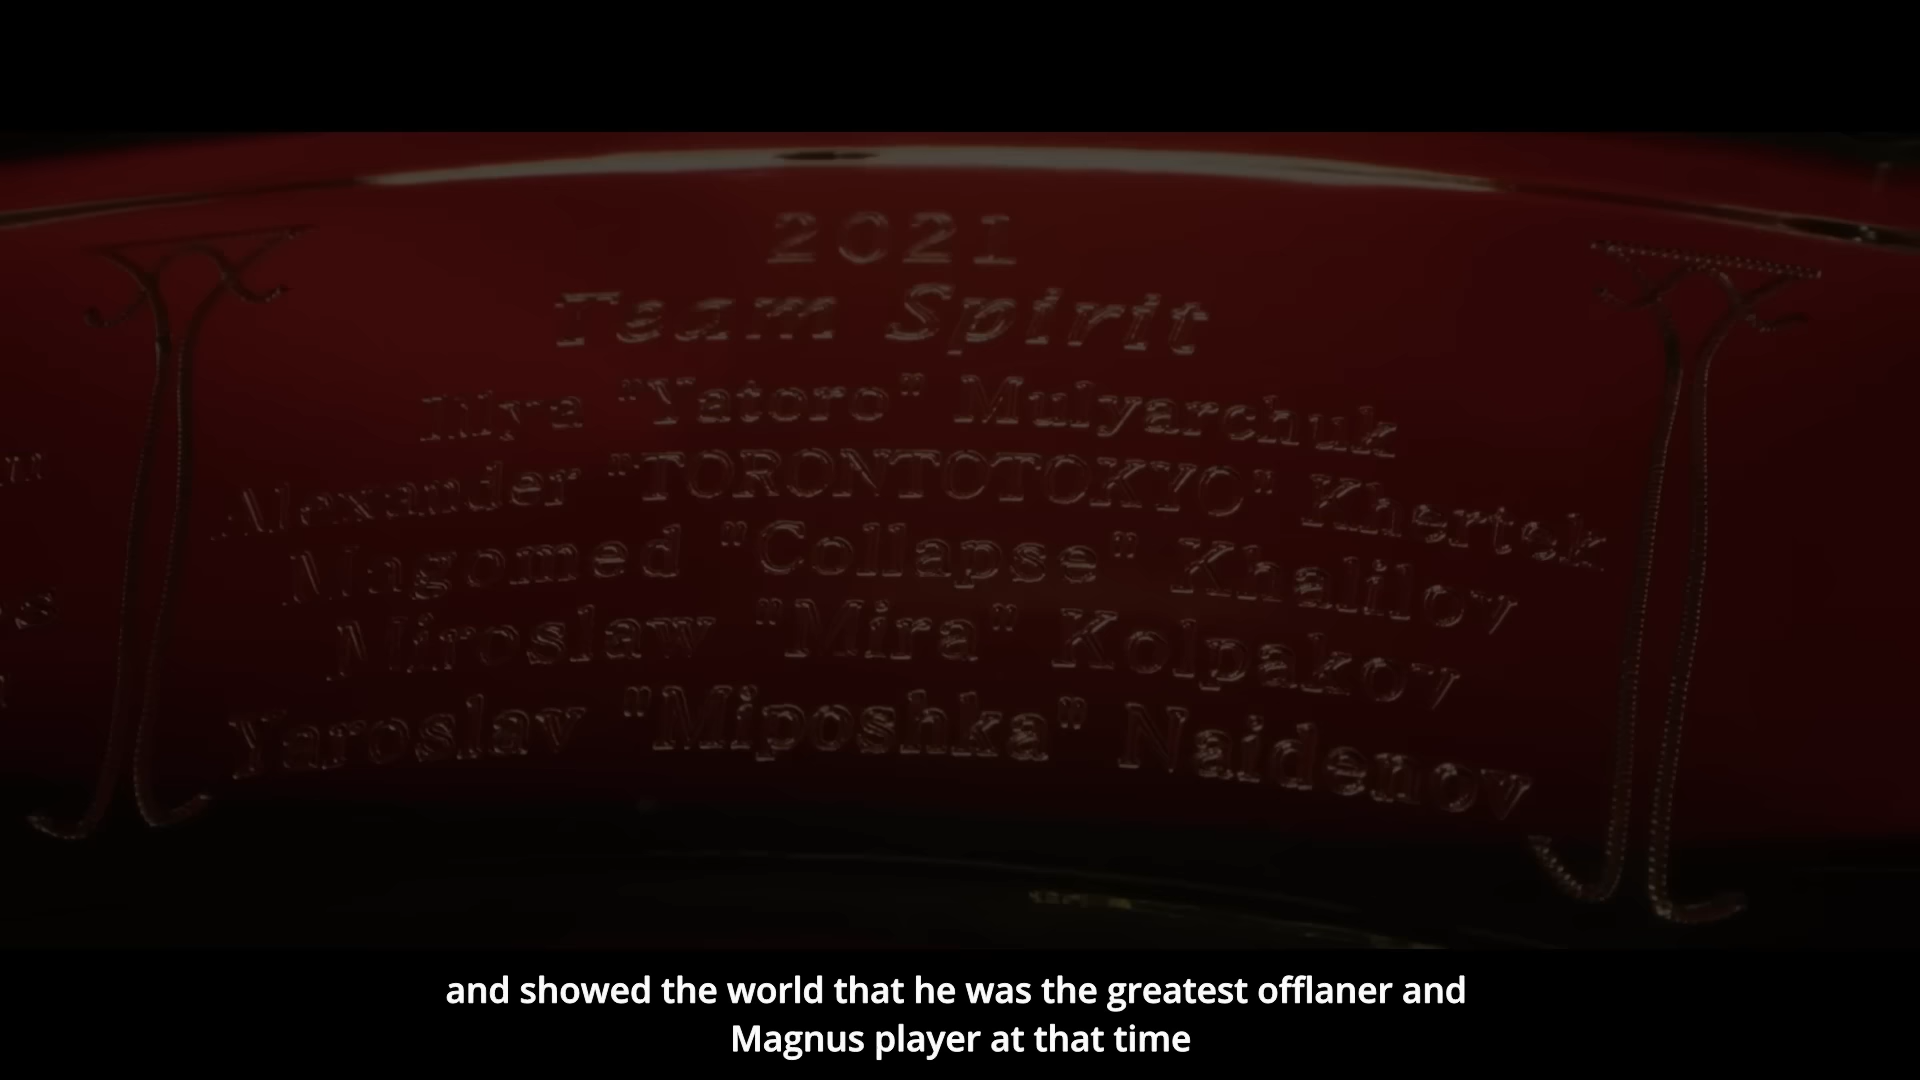 2021
Team Spirit
Illya "Yatoro" Mulyarchuk
Alexander "TORONTOTOKYO" Khertek
Magomed "Collapse" Khalilov
Miroslaw "Mira" Kolpakov
Yaroslav "Miposhka" Naidenov
and showed the world that he was the greatest offlaner and
Magnus player at that time